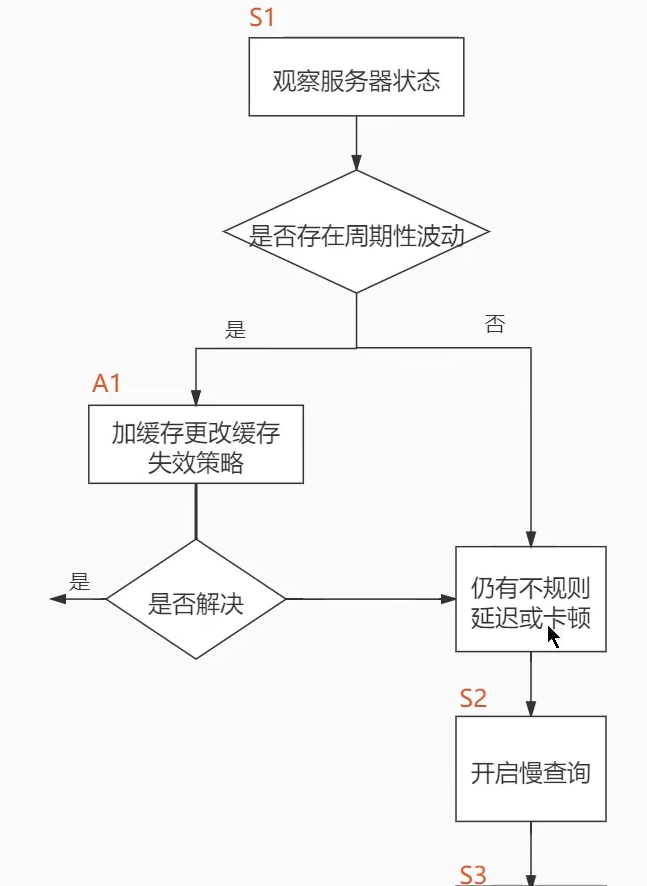 S1
观察服务器状态
是否存在周期性波动
是
否
A1
加缓存更改缓存
失效策略
是
是否解决
仍有不规则
延迟或卡顿
S2
开启慢查询
S3